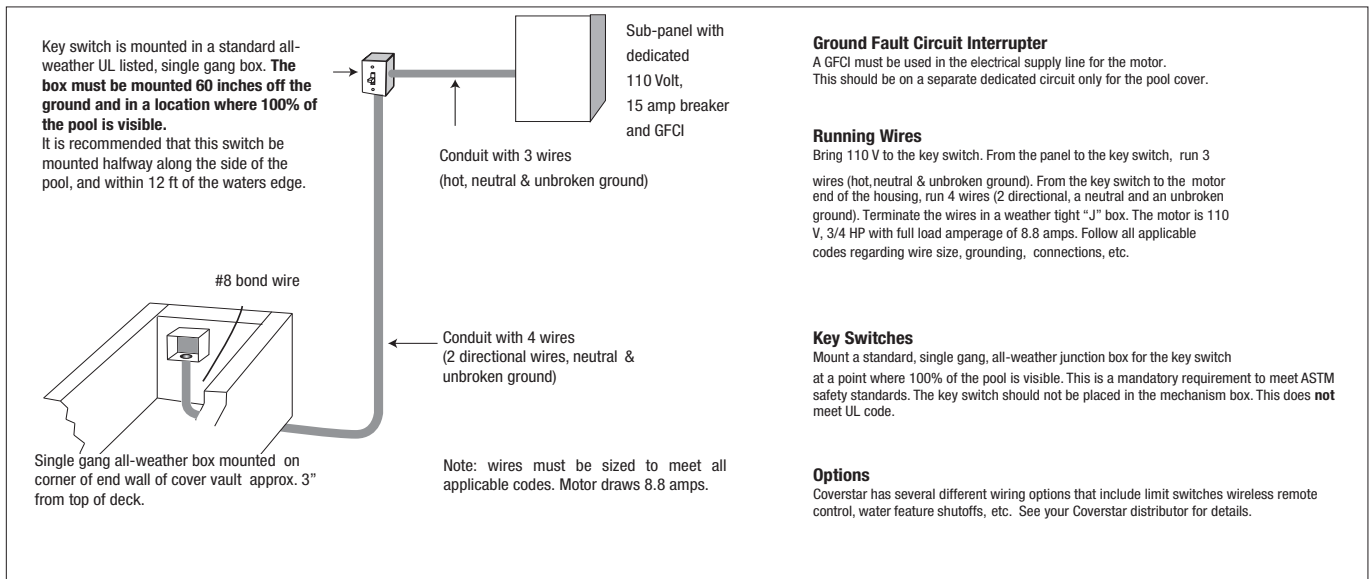 Key switch is mounted in a standard all-
weather UL listed, single gang box. The
box must be mounted 60 inches off the
ground and in a location where 100% of
the pool is visible.
It is recommended that this switch be
mounted halfway along the side of the
pool, and within 12 ft of the waters edge.
Sub-panel with
dedicated
110 Volt,
15 amp breaker
and GFCI
Conduit with 3 wires
(hot, neutral & unbroken ground)
#8 bond wire
Conduit with 4 wires
(2 directional wires, neutral &
unbroken ground)
Single gang all-weather box mounted on
corner of end wall of cover vault approx. 3”
from top of deck.
Note: wires must be sized to meet all
applicable codes. Motor draws 8.8 amps.
Ground Fault Circuit Interrupter
A GFCI must be used in the electrical supply line for the motor.
This should be on a separate dedicated circuit only for the pool cover.
Running Wires
Bring 110 V to the key switch. From the panel to the key switch, run 3
wires (hot, neutral & unbroken ground). From the key switch to the motor
end of the housing, run 4 wires (2 directional, a neutral and an unbroken
ground). Terminate the wires in a weather tight “J” box. The motor is 110
V, 3/4 HP with full load amperage of 8.8 amps. Follow all applicable
codes regarding wire size, grounding, connections, etc.
Key Switches
Mount a standard, single gang, all-weather junction box for the key switch
at a point where 100% of the pool is visible. This is a mandatory requirement to meet ASTM
safety standards. The key switch should not be placed in the mechanism box. This does not
meet UL code.
Options
Coverstar has several different wiring options that include limit switches wireless remote
control, water feature shutoffs, etc. See your Coverstar distributor for details.